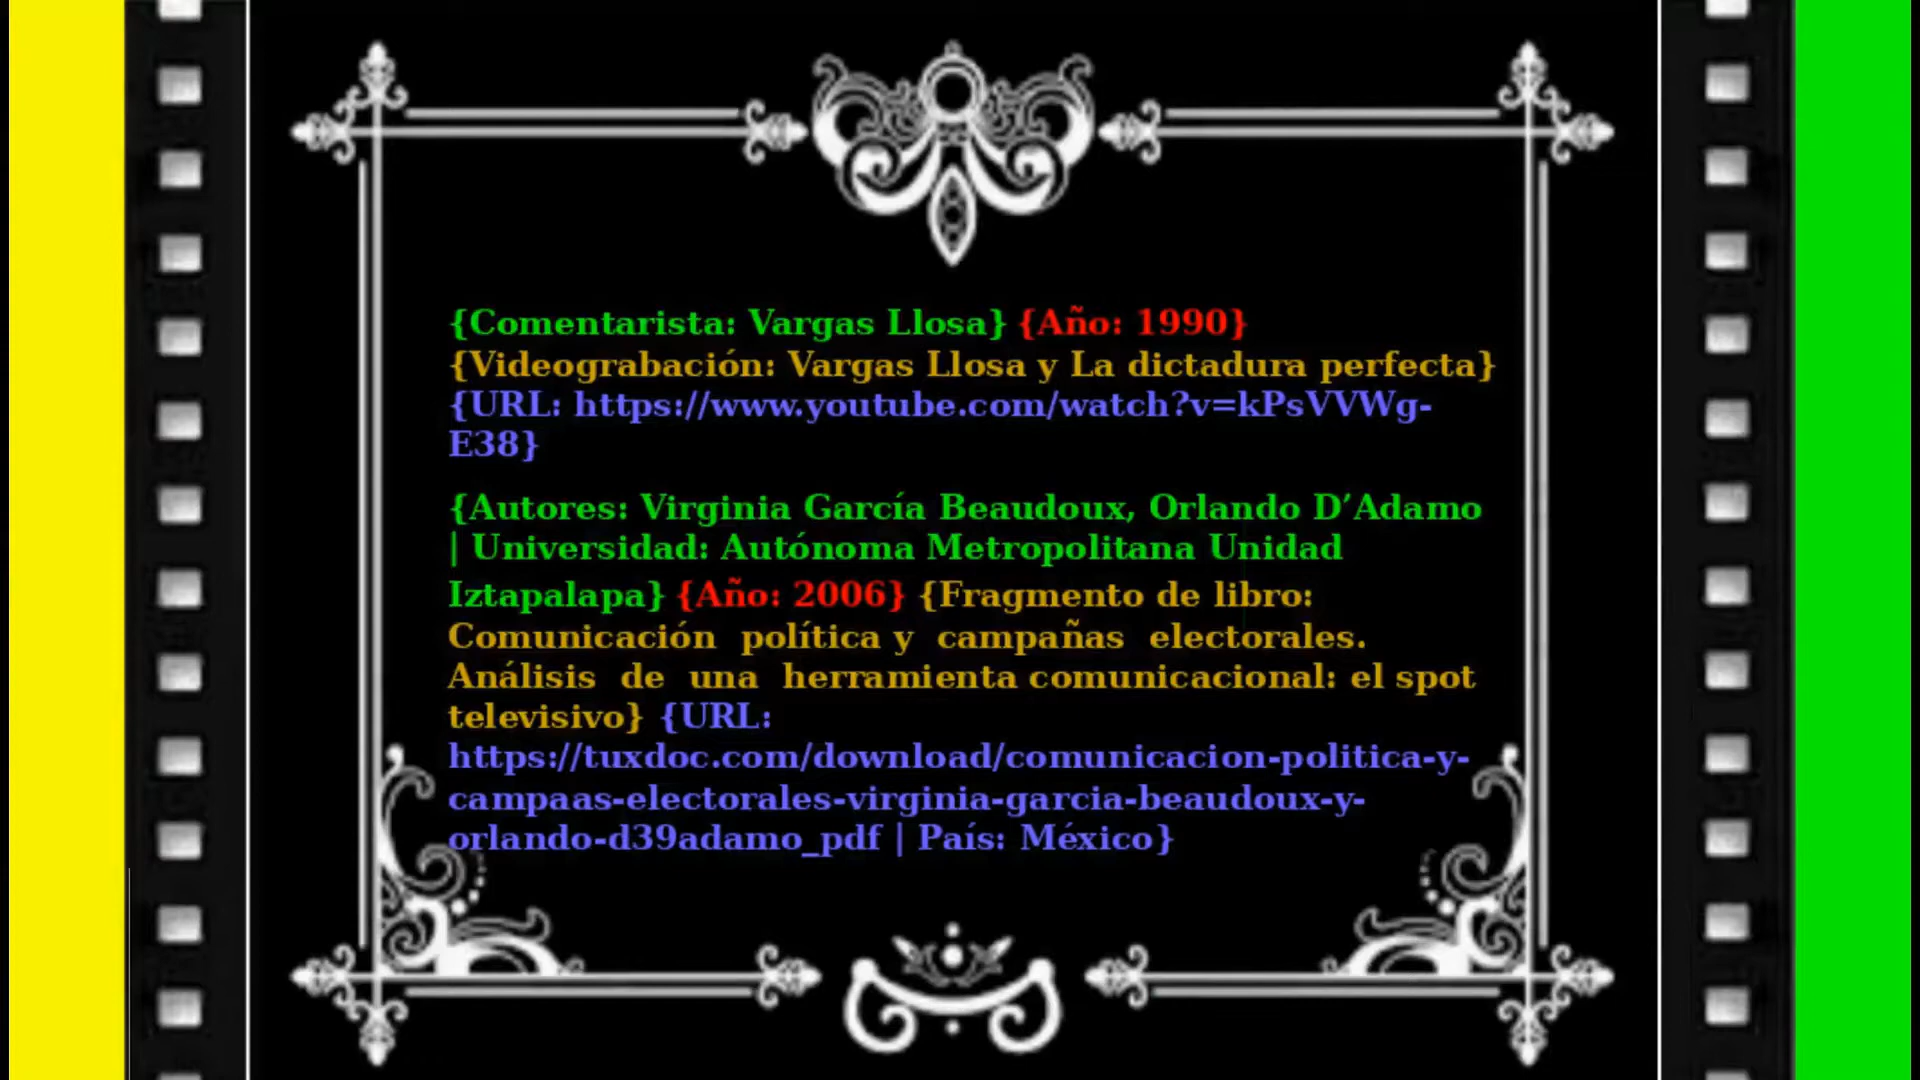 {Comentarista: Vargas Llosa} {Año: 1990}
{Videograbación: Vargas Llosa y La dictadura perfecta}
{URL: https://www.youtube.com/watch?v=kPsVVWg-
E38}
{Autores: Virginia García Beaudoux, Orlando D’Adamo
| Universidad: Autónoma Metropolitana Unidad
Iztapalapa} {Año: 2006} {Fragmento de libro:
Comunicación política y campañas electorales.
Análisis de una herramienta comunicacional: el spot
televisivo} {URL:
https://tuxdoc.com/download/comunicacion-politica-y-
campaas-electorales-virginia-garcia-beaudoux-y-
orlando-d39adamo_pdf | País: México}